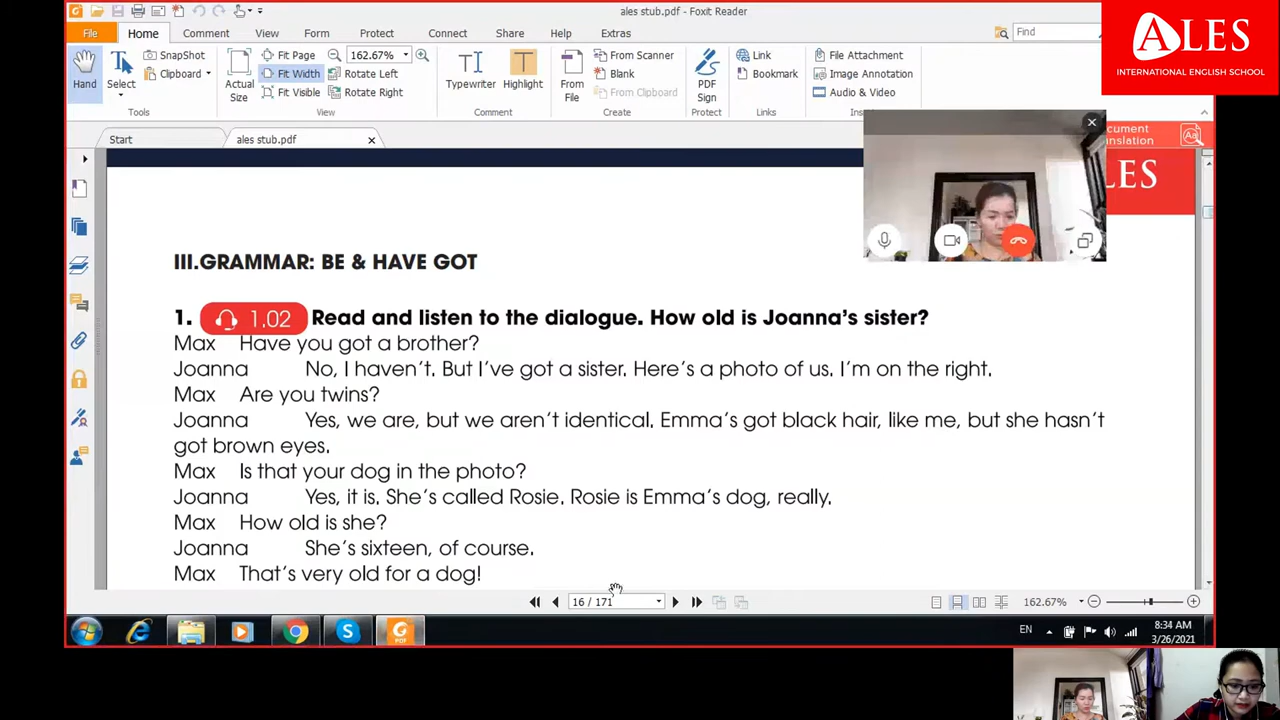 ales stub.pdf - Foxit Reader
ALES
INTERNATIONAL ENGLISH SCHOOL
File Home Comment View Form Protect Connect Share Help Extras Find
Hand
Select
SnapShot
Clipboard
Tools
Actual Size
Fit Page
Fit Width
Fit Visible
162.67%
Rotate Left
Rotate Right
View
Typewriter
Highlight
Comment
From File
From Scanner
Blank
From Clipboard
Create
PDF Sign
Protect
Link
Bookmark
Links
File Attachment
Image Annotation
Audio & Video
Start
ales stub.pdf
III.GRAMMAR: BE & HAVE GOT
1. 1.02 Read and listen to the dialogue. How old is Joanna's sister?
Max Have you got a brother?
Joanna No, I haven't. But I've got a sister. Here's a photo of us. I'm on the right.
Max Are you twins?
Joanna Yes, we are, but we aren't identical. Emma's got black hair, like me, but she hasn't
got brown eyes.
Max Is that your dog in the photo?
Joanna Yes, it is. She's called Rosie. Rosie is Emma's dog, really.
Max How old is she?
Joanna She's sixteen, of course.
Max That's very old for a dog!
16 / 171
162.67%
EN
8:34 AM
3/26/2021